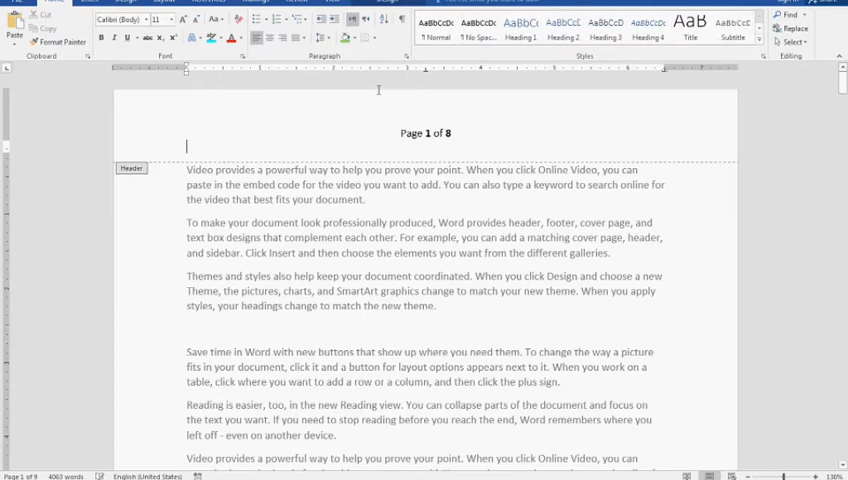 Cut
Calibri (Body) 11
AaBbCcDc AaBbCcDc AaBbCc AaBbCcD AaBbCcD AaBbCcD AaB AaBbCcD
Paste
Copy
Find
Replace
Format Painter
¶ Normal ¶ No Spac... Heading 1 Heading 2 Heading 3 Heading 4 Title Subtitle
Select
Clipboard Font Paragraph Styles Editing
Page 1 of 8
Header
Video provides a powerful way to help you prove your point. When you click Online Video, you can
paste in the embed code for the video you want to add. You can also type a keyword to search online for
the video that best fits your document.
To make your document look professionally produced, Word provides header, footer, cover page, and
text box designs that complement each other. For example, you can add a matching cover page, header,
and sidebar. Click Insert and then choose the elements you want from the different galleries.
Themes and styles also help keep your document coordinated. When you click Design and choose a new
Theme, the pictures, charts, and SmartArt graphics change to match your new theme. When you apply
styles, your headings change to match the new theme.
Save time in Word with new buttons that show up where you need them. To change the way a picture
fits in your document, click it and a button for layout options appears next to it. When you work on a
table, click where you want to add a row or a column, and then click the plus sign.
Reading is easier, too, in the new Reading view. You can collapse parts of the document and focus on
the text you want. If you need to stop reading before you reach the end, Word remembers where you
left off - even on another device.
Video provides a powerful way to help you prove your point. When you click Online Video, you can
Page 1 of 9 4063 words English (United States) 130%